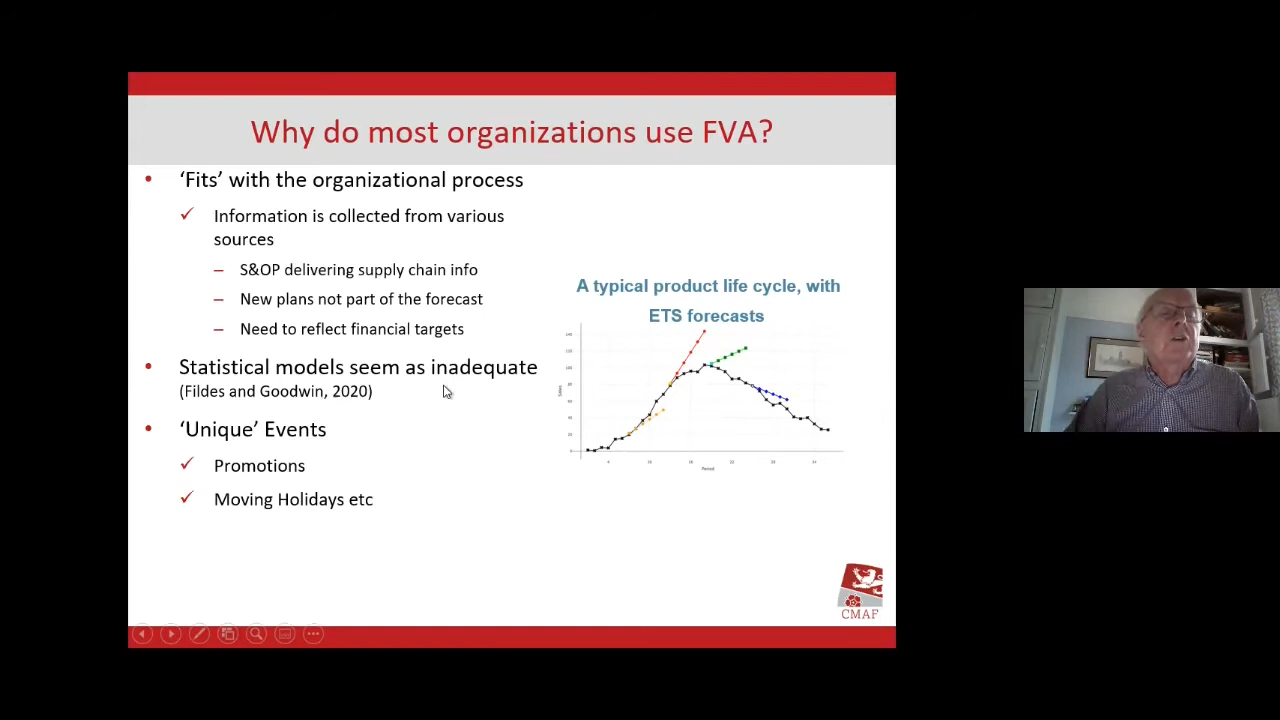 Why do most organizations use FVA?
• 'Fits' with the organizational process
✓ Information is collected from various
sources
– S&OP delivering supply chain info
– New plans not part of the forecast
– Need to reflect financial targets
• Statistical models seem as inadequate
(Fildes and Goodwin, 2020)
• 'Unique' Events
✓ Promotions
✓ Moving Holidays etc
A typical product life cycle, with
ETS forecasts
Sales
Period
CMAF